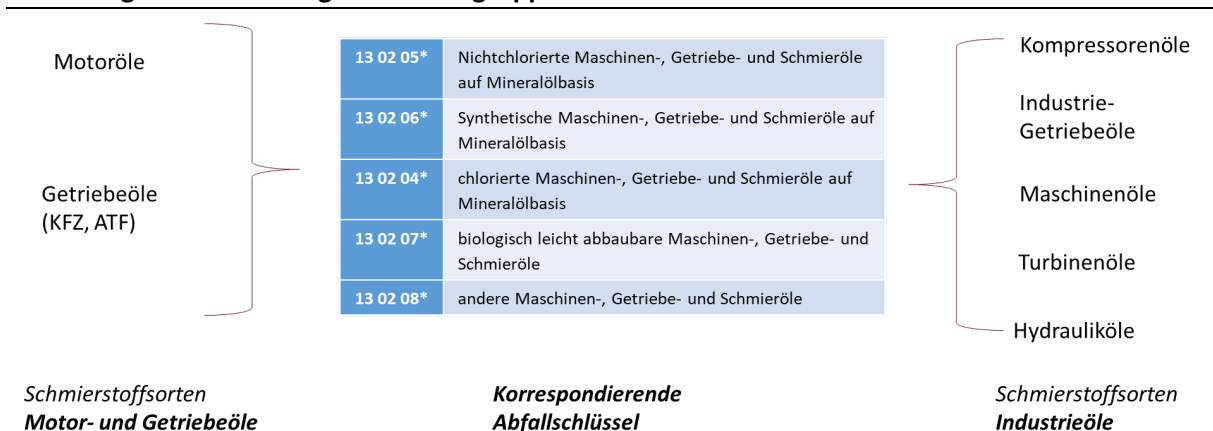 Motoröle
Getriebeöle
(KFZ, ATF)
13 02 05* Nichtchlorierte Maschinen-, Getriebe- und Schmieröle
auf Mineralölbasis
13 02 06* Synthetische Maschinen-, Getriebe- und Schmieröle auf
Mineralölbasis
13 02 04* chlorierte Maschinen-, Getriebe- und Schmieröle auf
Mineralölbasis
13 02 07* biologisch leicht abbaubare Maschinen-, Getriebe- und
Schmieröle
13 02 08* andere Maschinen-, Getriebe- und Schmieröle
Kompressorenöle
Industrie-
Getriebeöle
Maschinenöle
Turbinenöle
Hydrauliköle
Schmierstoffsorten
Motor- und Getriebeöle
Korrespondierende
Abfallschlüssel
Schmierstoffsorten
Industrieöle